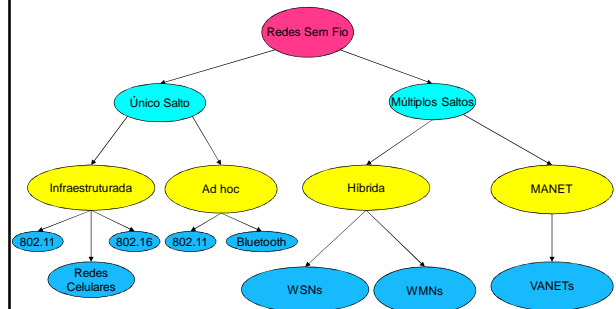 Redes Sem Fio
Único Salto
Múltiplos Saltos
Infraestruturada
Ad hoc
Híbrida
MANET
802.11
802.16
802.11
Bluetooth
Redes
Celulares
WSNs
WMNs
VANETs